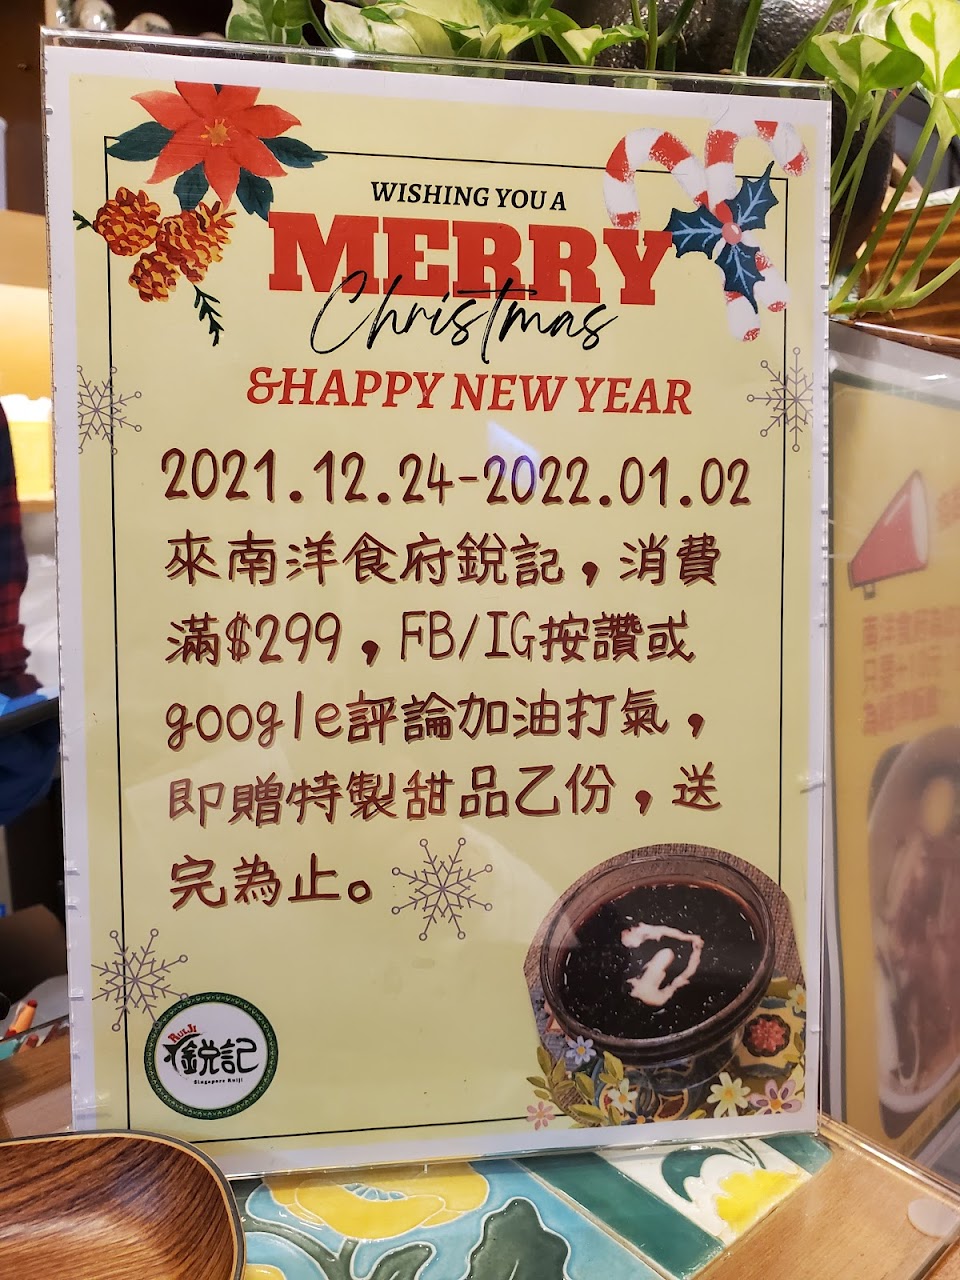 WISHING YOU A
MERRY
Christmas
&HAPPY NEW YEAR
2021.12.24-2022.01.02
來南洋食府銳記，消費
滿$299，FB/IG按讚或
google評論加油打氣，
即贈特製甜品乙份，送
完為止。
RUIJI
銳記
Singapore Ruiji